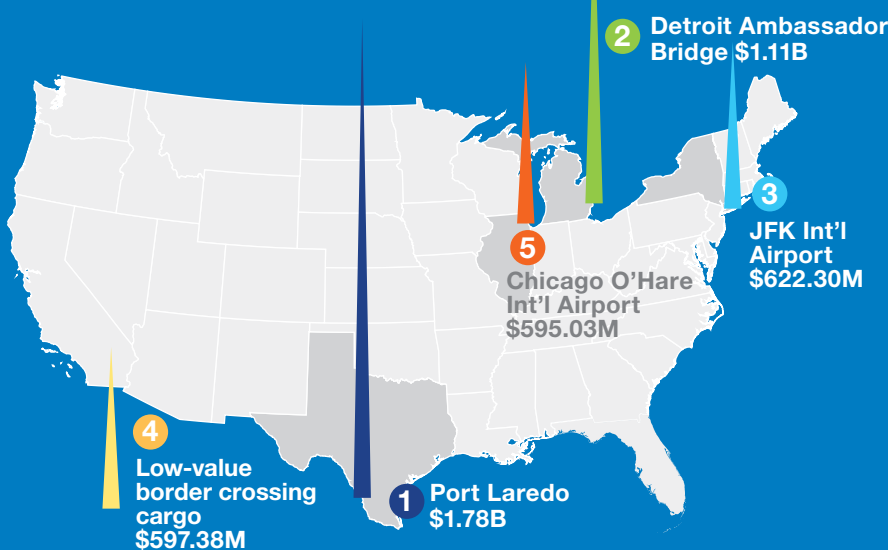 2
Detroit Ambassador
Bridge $1.11B
3
JFK Int'l
Airport
$622.30M
5
Chicago O'Hare
Int'l Airport
$595.03M
4
Low-value
border crossing
cargo
$597.38M
1
Port Laredo
$1.78B